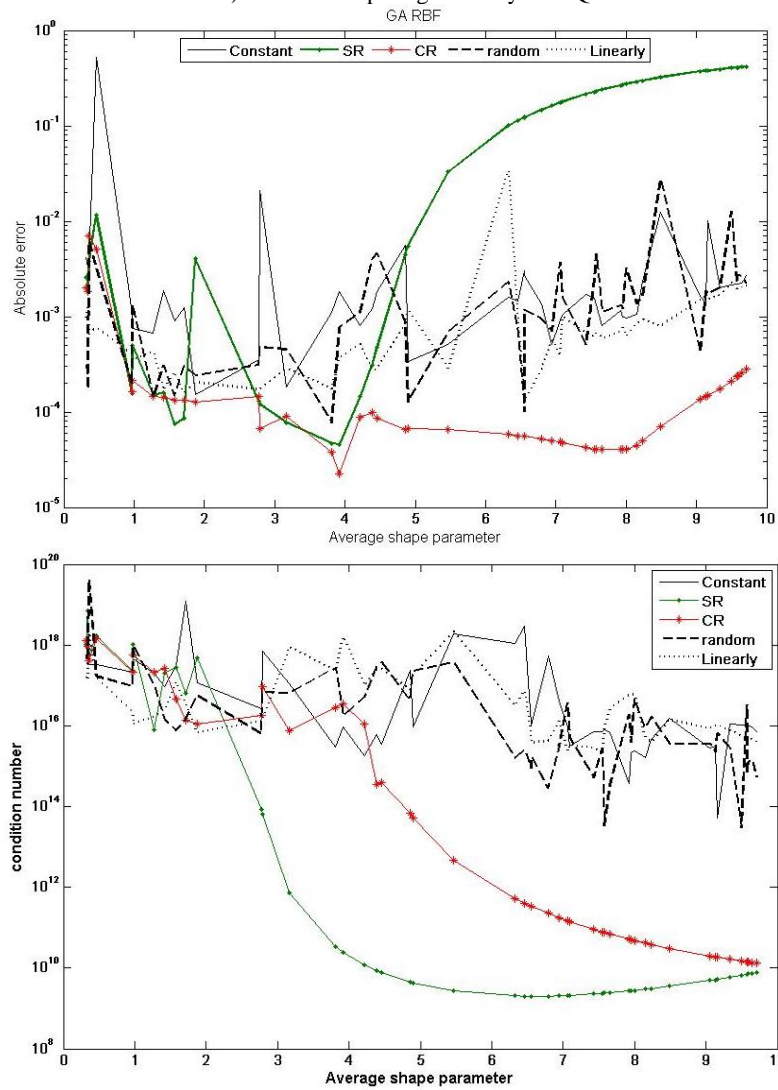 GA RBF
Constant SR CR random Linearly
10^0
10^-1
10^-2
10^-3
10^-4
10^-5
Absolute error
0 1 2 3 4 5 6 7 8 9 10
Average shape parameter
10^20
10^18
10^16
10^14
10^12
10^10
10^8
condition number
Constant
SR
CR
random
Linearly
0 1 2 3 4 5 6 7 8 9 1
Average shape parameter